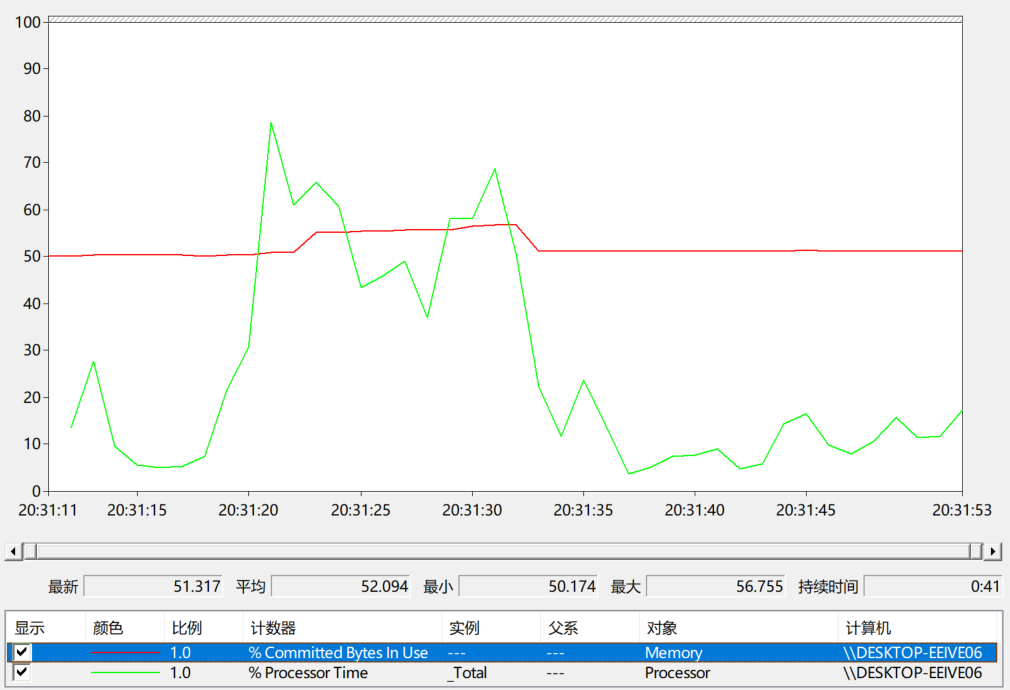 100
90
80
70
60
50
40
30
20
10
0
20:31:11 20:31:15 20:31:20 20:31:25 20:31:30 20:31:35 20:31:40 20:31:45 20:31:53
最新 51.317 平均 52.094 最小 50.174 最大 56.755 持续时间 0:41
显示 颜色 比例 计数器 实例 父系 对象 计算机
1.0 % Committed Bytes In Use --- --- Memory \\DESKTOP-EEIVE06
1.0 % Processor Time _Total --- Processor \\DESKTOP-EEIVE06